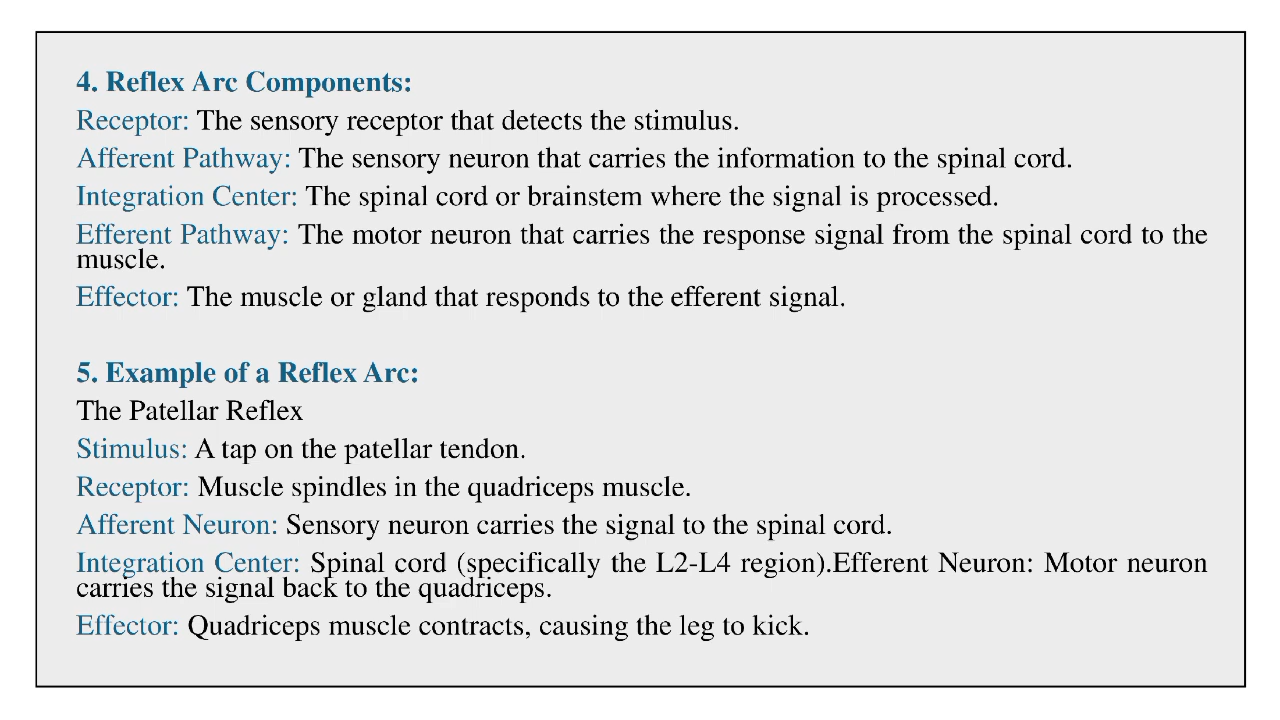 4. Reflex Arc Components:
Receptor: The sensory receptor that detects the stimulus.
Afferent Pathway: The sensory neuron that carries the information to the spinal cord.
Integration Center: The spinal cord or brainstem where the signal is processed.
Efferent Pathway: The motor neuron that carries the response signal from the spinal cord to the
muscle.
Effector: The muscle or gland that responds to the efferent signal.
5. Example of a Reflex Arc:
The Patellar Reflex
Stimulus: A tap on the patellar tendon.
Receptor: Muscle spindles in the quadriceps muscle.
Afferent Neuron: Sensory neuron carries the signal to the spinal cord.
Integration Center: Spinal cord (specifically the L2-L4 region).Efferent Neuron: Motor neuron
carries the signal back to the quadriceps.
Effector: Quadriceps muscle contracts, causing the leg to kick.